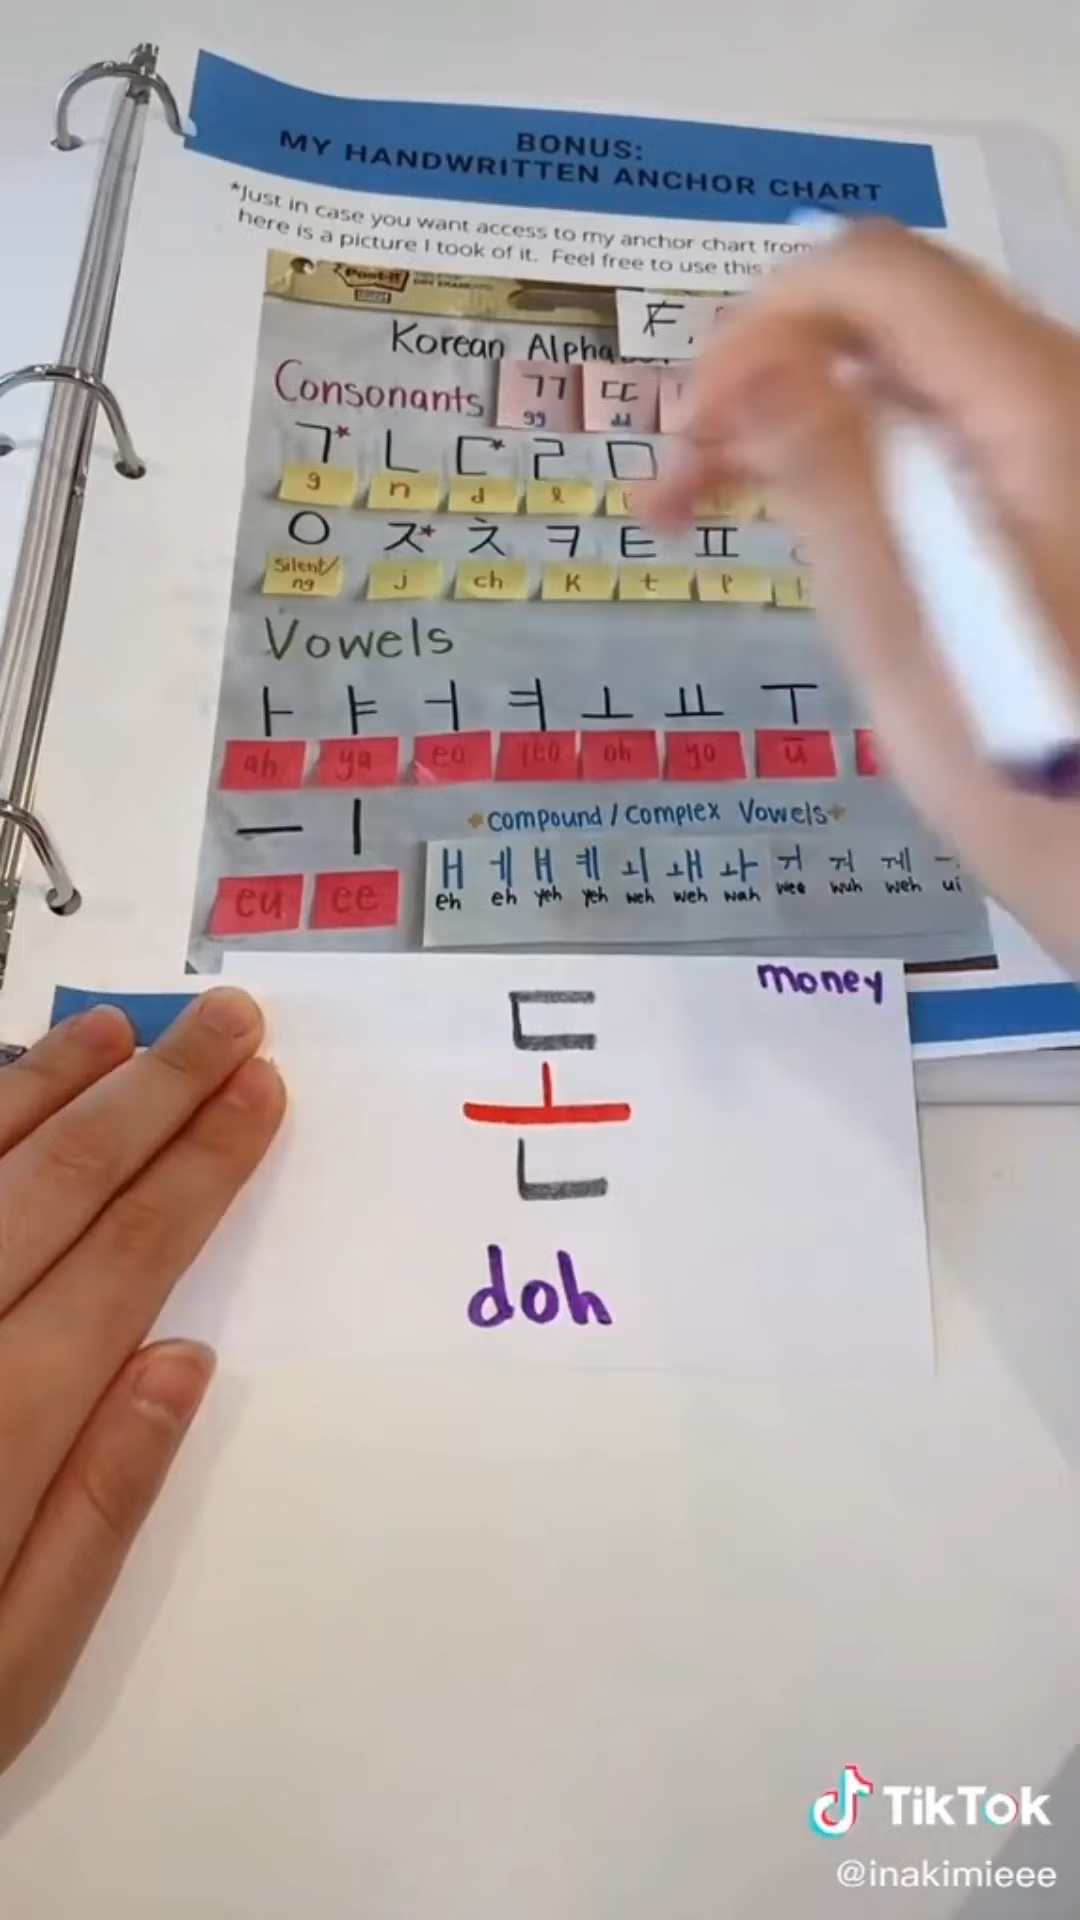 BONUS:
MY HANDWRITTEN ANCHOR CHART
*Just in case you want access to my anchor chart from
here is a picture I took of it. Feel free to use this
Post-it
Korean
Consonants ㄲ ㄸ
gg dd
ㄱ* ㄴ ㄷ* ㄹ ㅁ
g n d l
ㅇ ㅈ* ㅊ ㅋ ㅌ ㅍ
Silent/ng j ch k t p
Vowels
ㅏ ㅑ ㅓ ㅕ ㅗ ㅛ ㅜ
ah ya eo yeo oh yo u
ㅡ ㅣ
eu ee
*Compound / Complex Vowels*
ㅐ ㅔ ㅒ ㅖ ㅚ ㅙ ㅘ
eh eh yeh yeh weh weh wah wee wuh weh ui
money
돈
doh
TikTok
@inakimieee